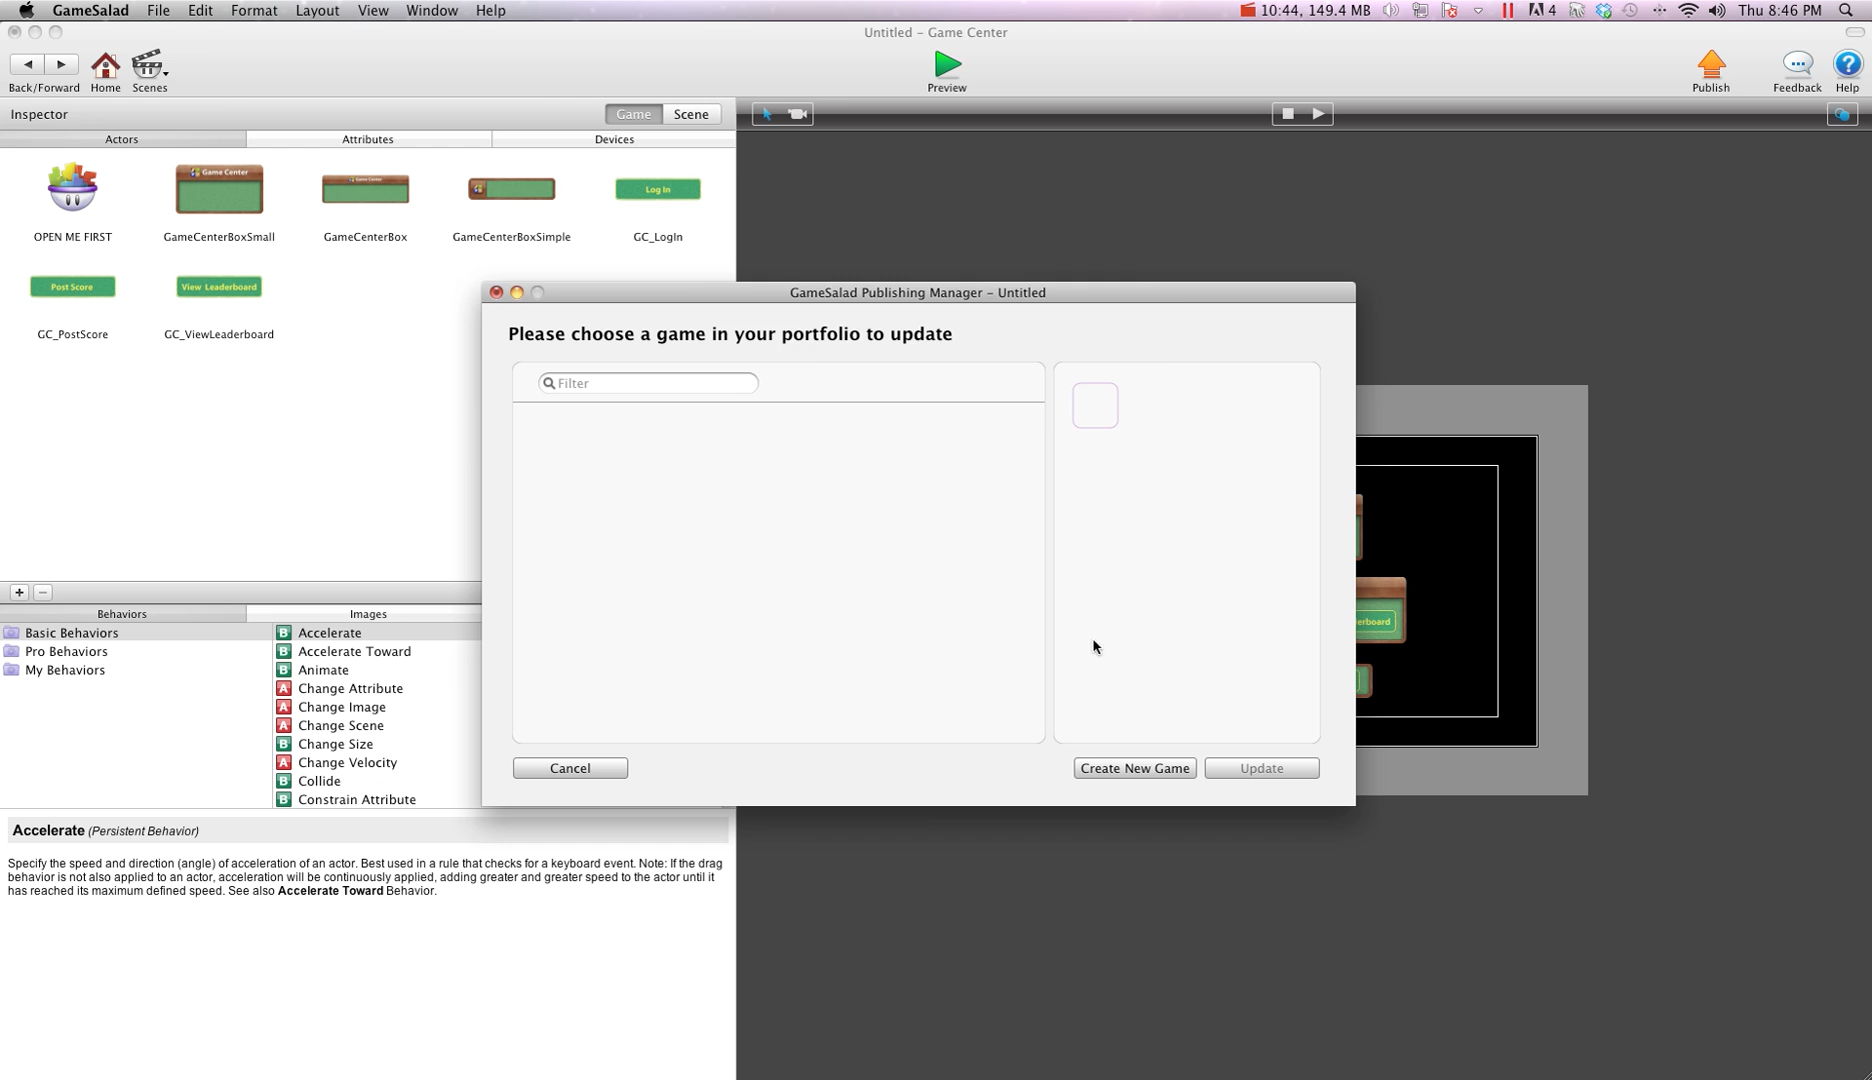 GameSalad File Edit Format Layout View Window Help 10:44, 149.4 MB 4 Thu 8:46 PM
Untitled – Game Center
Back/Forward Home Scenes Preview Publish Feedback Help
Inspector Game Scene
Actors Attributes Devices
Game Center Game Center Log In
OPEN ME FIRST GameCenterBoxSmall GameCenterBox GameCenterBoxSimple GC_LogIn
Post Score View Leaderboard
GC_PostScore GC_ViewLeaderboard
GameSalad Publishing Manager – Untitled
Please choose a game in your portfolio to update
Filter
Cancel Create New Game Update
erboard
+ −
Behaviors Images
Basic Behaviors
Pro Behaviors
My Behaviors
B Accelerate
B Accelerate Toward
B Animate
A Change Attribute
A Change Image
A Change Scene
B Change Size
A Change Velocity
B Collide
B Constrain Attribute
Accelerate (Persistent Behavior)
Specify the speed and direction (angle) of acceleration of an actor. Best used in a rule that checks for a keyboard event. Note: If the drag
behavior is not also applied to an actor, acceleration will be continuously applied, adding greater and greater speed to the actor until it
has reached its maximum defined speed. See also Accelerate Toward Behavior.